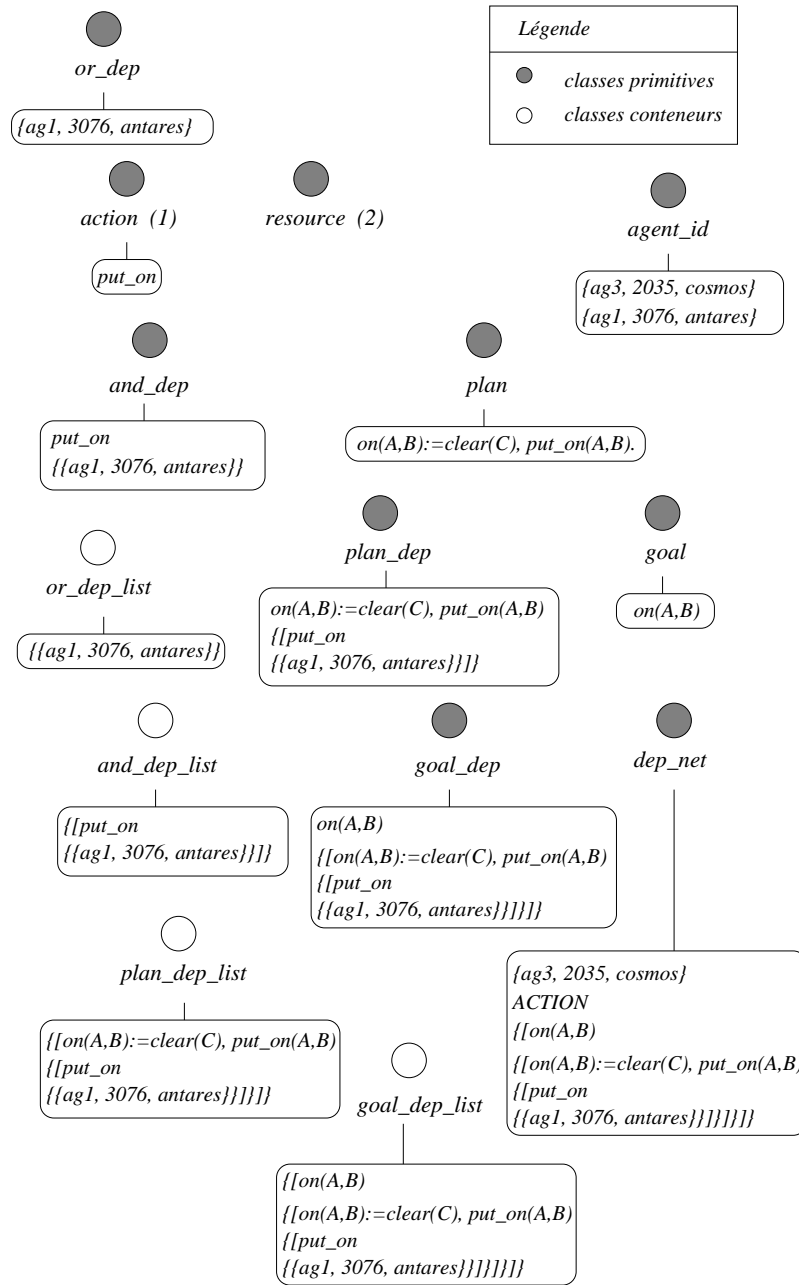 or_dep
{ag1, 3076, antares}
Légende
classes primitives
classes conteneurs
action (1)
put_on
resource (2)
agent_id
{ag3, 2035, cosmos}
{ag1, 3076, antares}
and_dep
put_on
{{ag1, 3076, antares}}
plan
on(A,B):=clear(C), put_on(A,B).
or_dep_list
{{ag1, 3076, antares}}
plan_dep
on(A,B):=clear(C), put_on(A,B)
{[put_on
{{ag1, 3076, antares}}]}
goal
on(A,B)
and_dep_list
{[put_on
{{ag1, 3076, antares}}]}
goal_dep
on(A,B)
{[on(A,B):=clear(C), put_on(A,B)
{[put_on
{{ag1, 3076, antares}}]}]}
dep_net
{ag3, 2035, cosmos}
ACTION
{[on(A,B)
{[on(A,B):=clear(C), put_on(A,B)
{[put_on
{{ag1, 3076, antares}}]}]}]}
plan_dep_list
{[on(A,B):=clear(C), put_on(A,B)
{[put_on
{{ag1, 3076, antares}}]}]}
goal_dep_list
{[on(A,B)
{[on(A,B):=clear(C), put_on(A,B)
{[put_on
{{ag1, 3076, antares}}]}]}]}